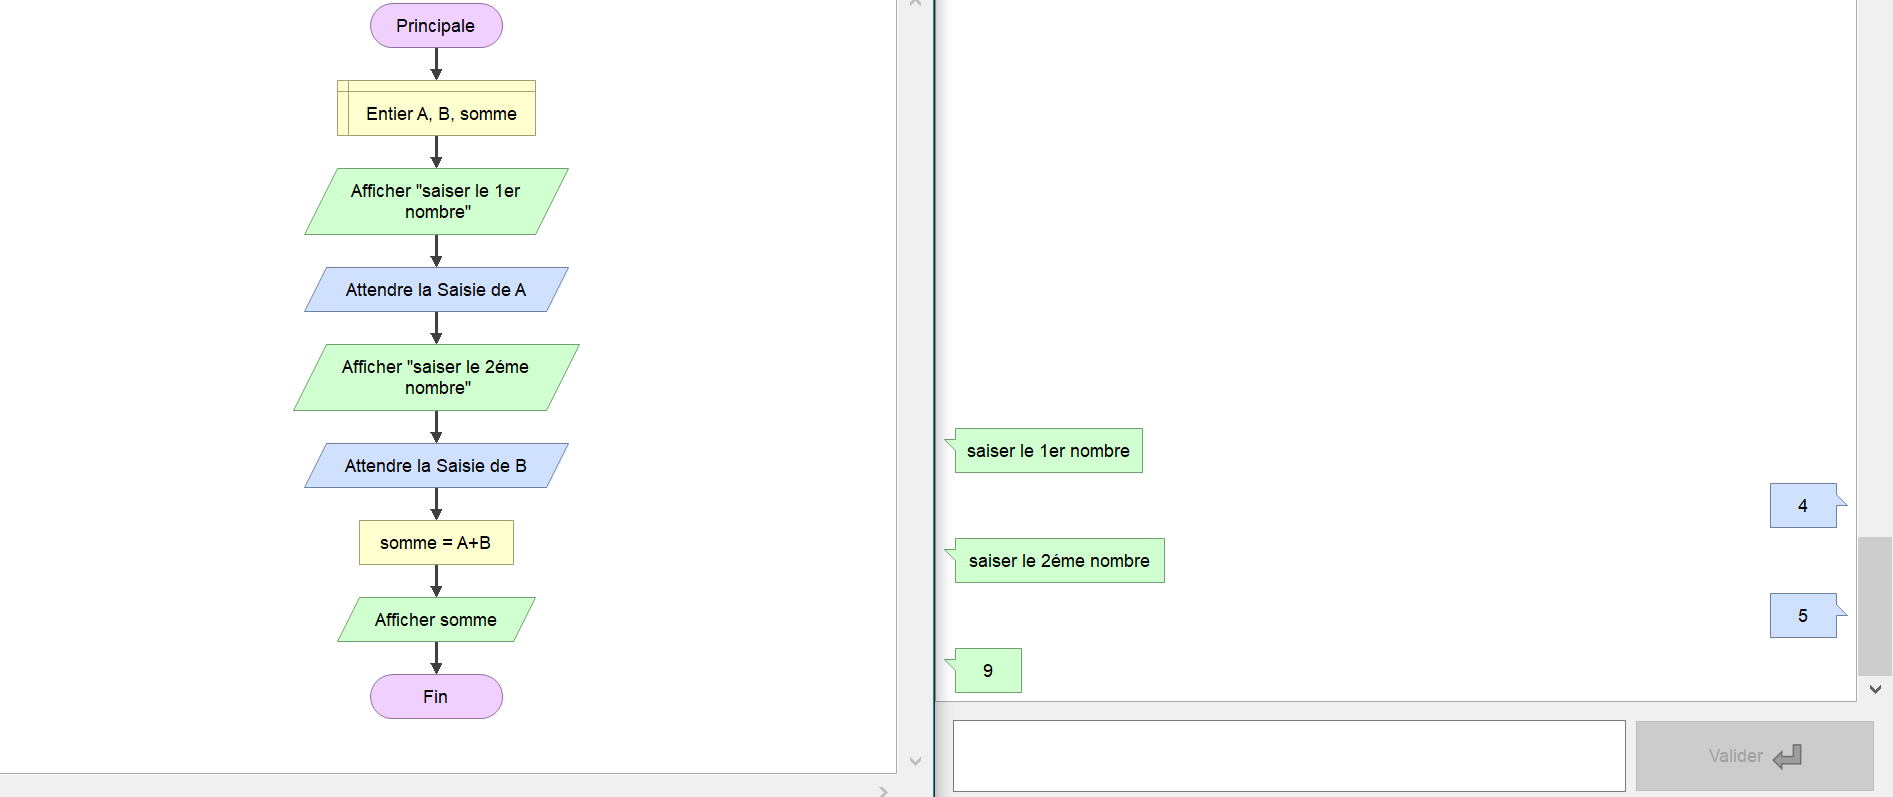 Principale
Entier A, B, somme
Afficher "saiser le 1er
nombre"
Attendre la Saisie de A
Afficher "saiser le 2éme
nombre"
Attendre la Saisie de B
somme = A+B
Afficher somme
Fin
saiser le 1er nombre
4
saiser le 2éme nombre
5
9
Valider